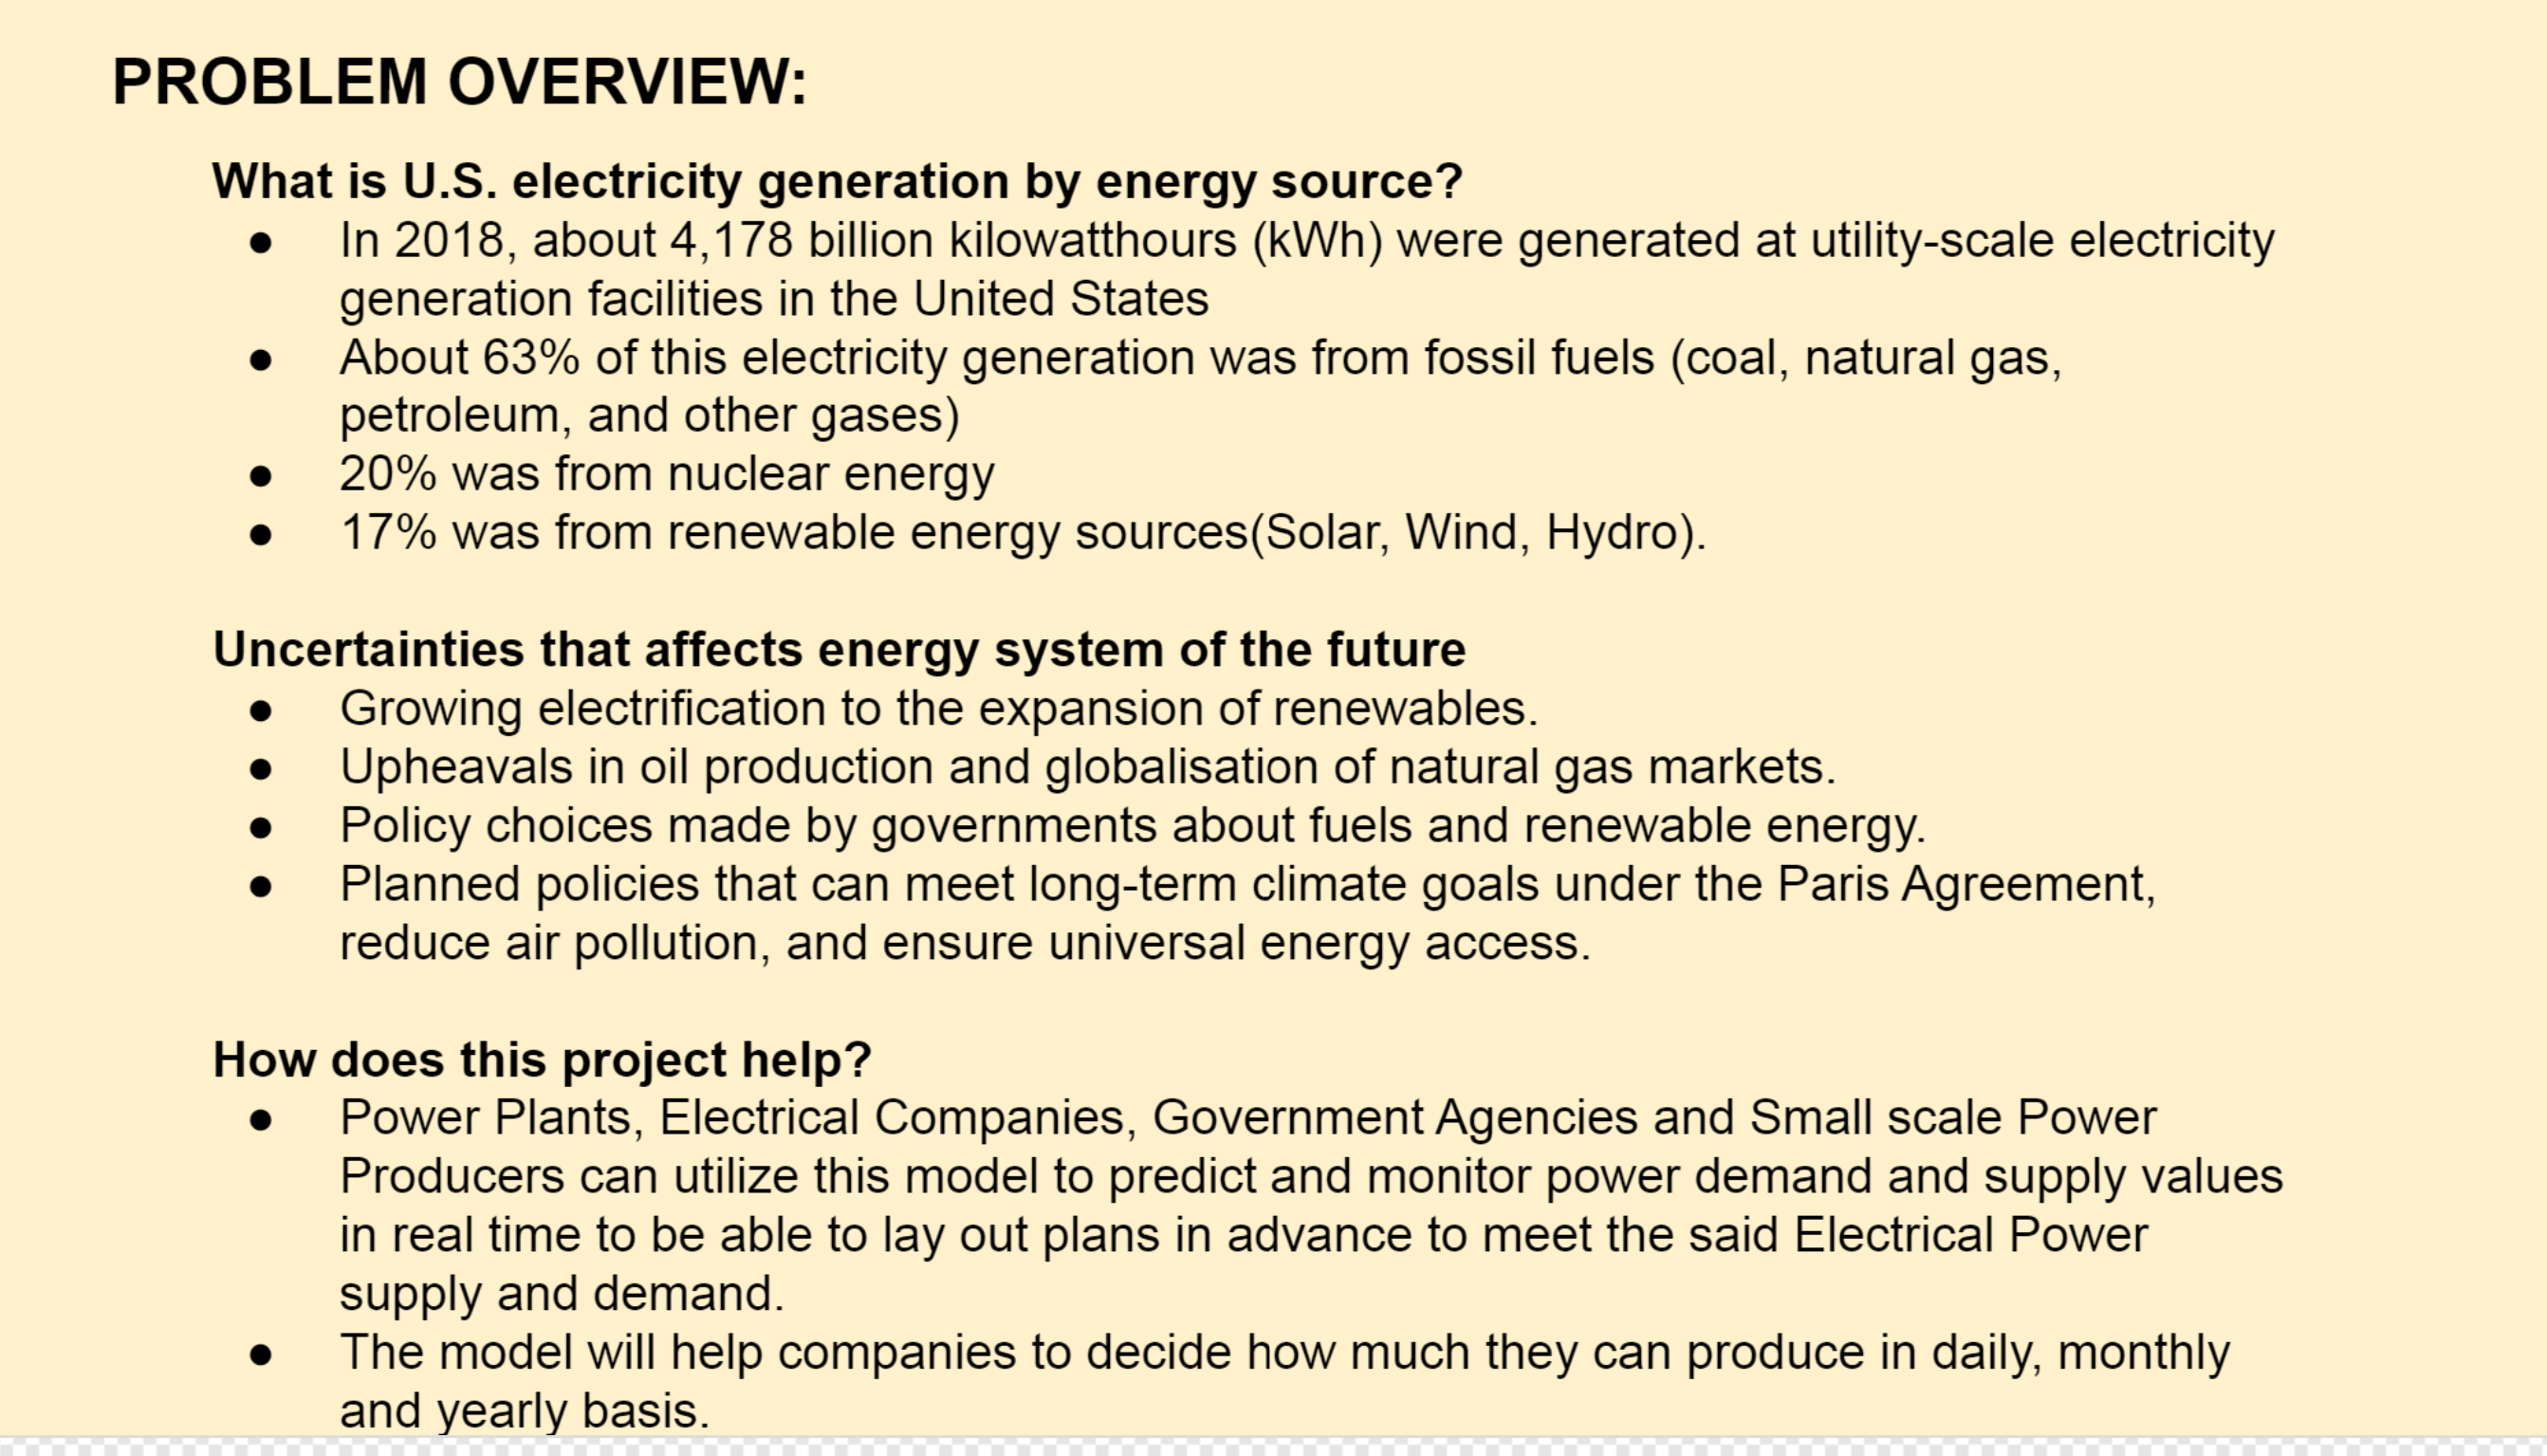 PROBLEM OVERVIEW:
What is U.S. electricity generation by energy source?
● In 2018, about 4,178 billion kilowatthours (kWh) were generated at utility-scale electricity
generation facilities in the United States
● About 63% of this electricity generation was from fossil fuels (coal, natural gas,
petroleum, and other gases)
● 20% was from nuclear energy
● 17% was from renewable energy sources(Solar, Wind, Hydro).
Uncertainties that affects energy system of the future
● Growing electrification to the expansion of renewables.
● Upheavals in oil production and globalisation of natural gas markets.
● Policy choices made by governments about fuels and renewable energy.
● Planned policies that can meet long-term climate goals under the Paris Agreement,
reduce air pollution, and ensure universal energy access.
How does this project help?
● Power Plants, Electrical Companies, Government Agencies and Small scale Power
Producers can utilize this model to predict and monitor power demand and supply values
in real time to be able to lay out plans in advance to meet the said Electrical Power
supply and demand.
● The model will help companies to decide how much they can produce in daily, monthly
and yearly basis.